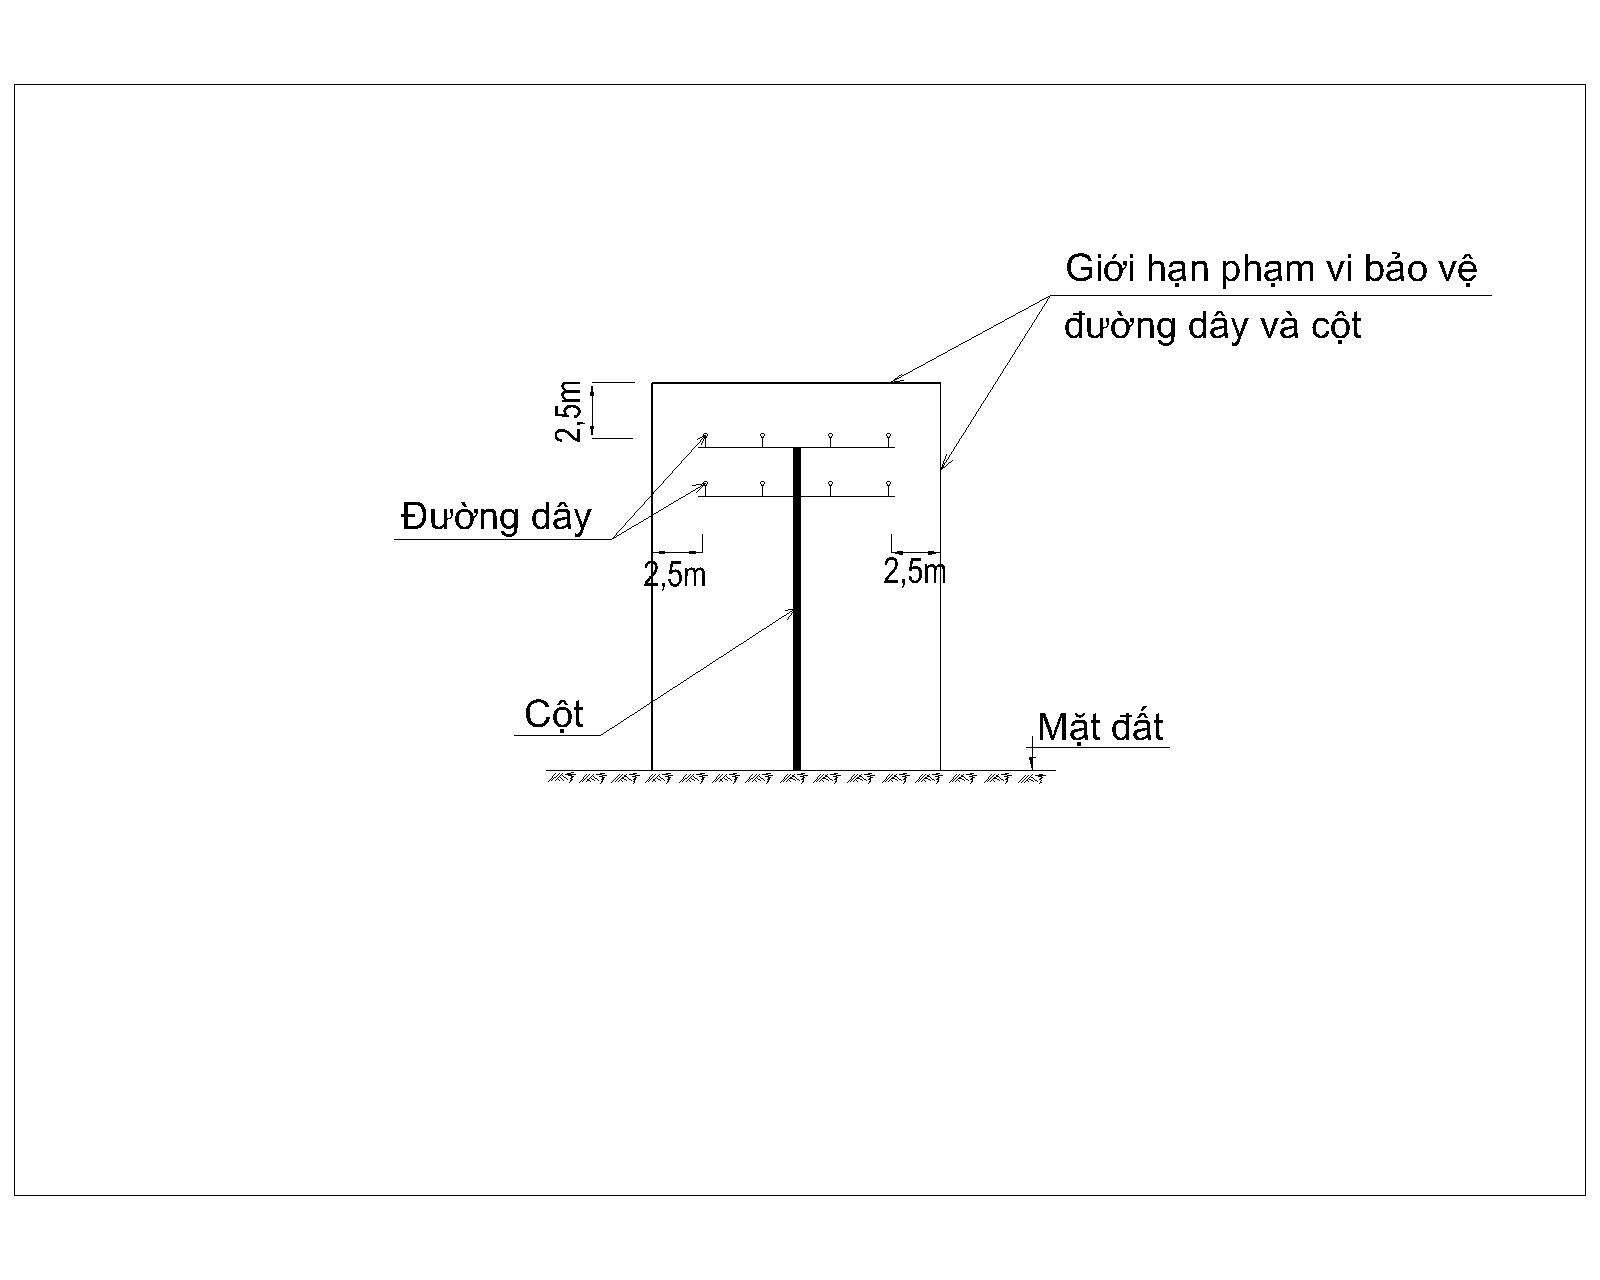 Giới hạn phạm vi bảo vệ
đường dây và cột
2,5m
Đường dây
2,5m
2,5m
Cột
Mặt đất